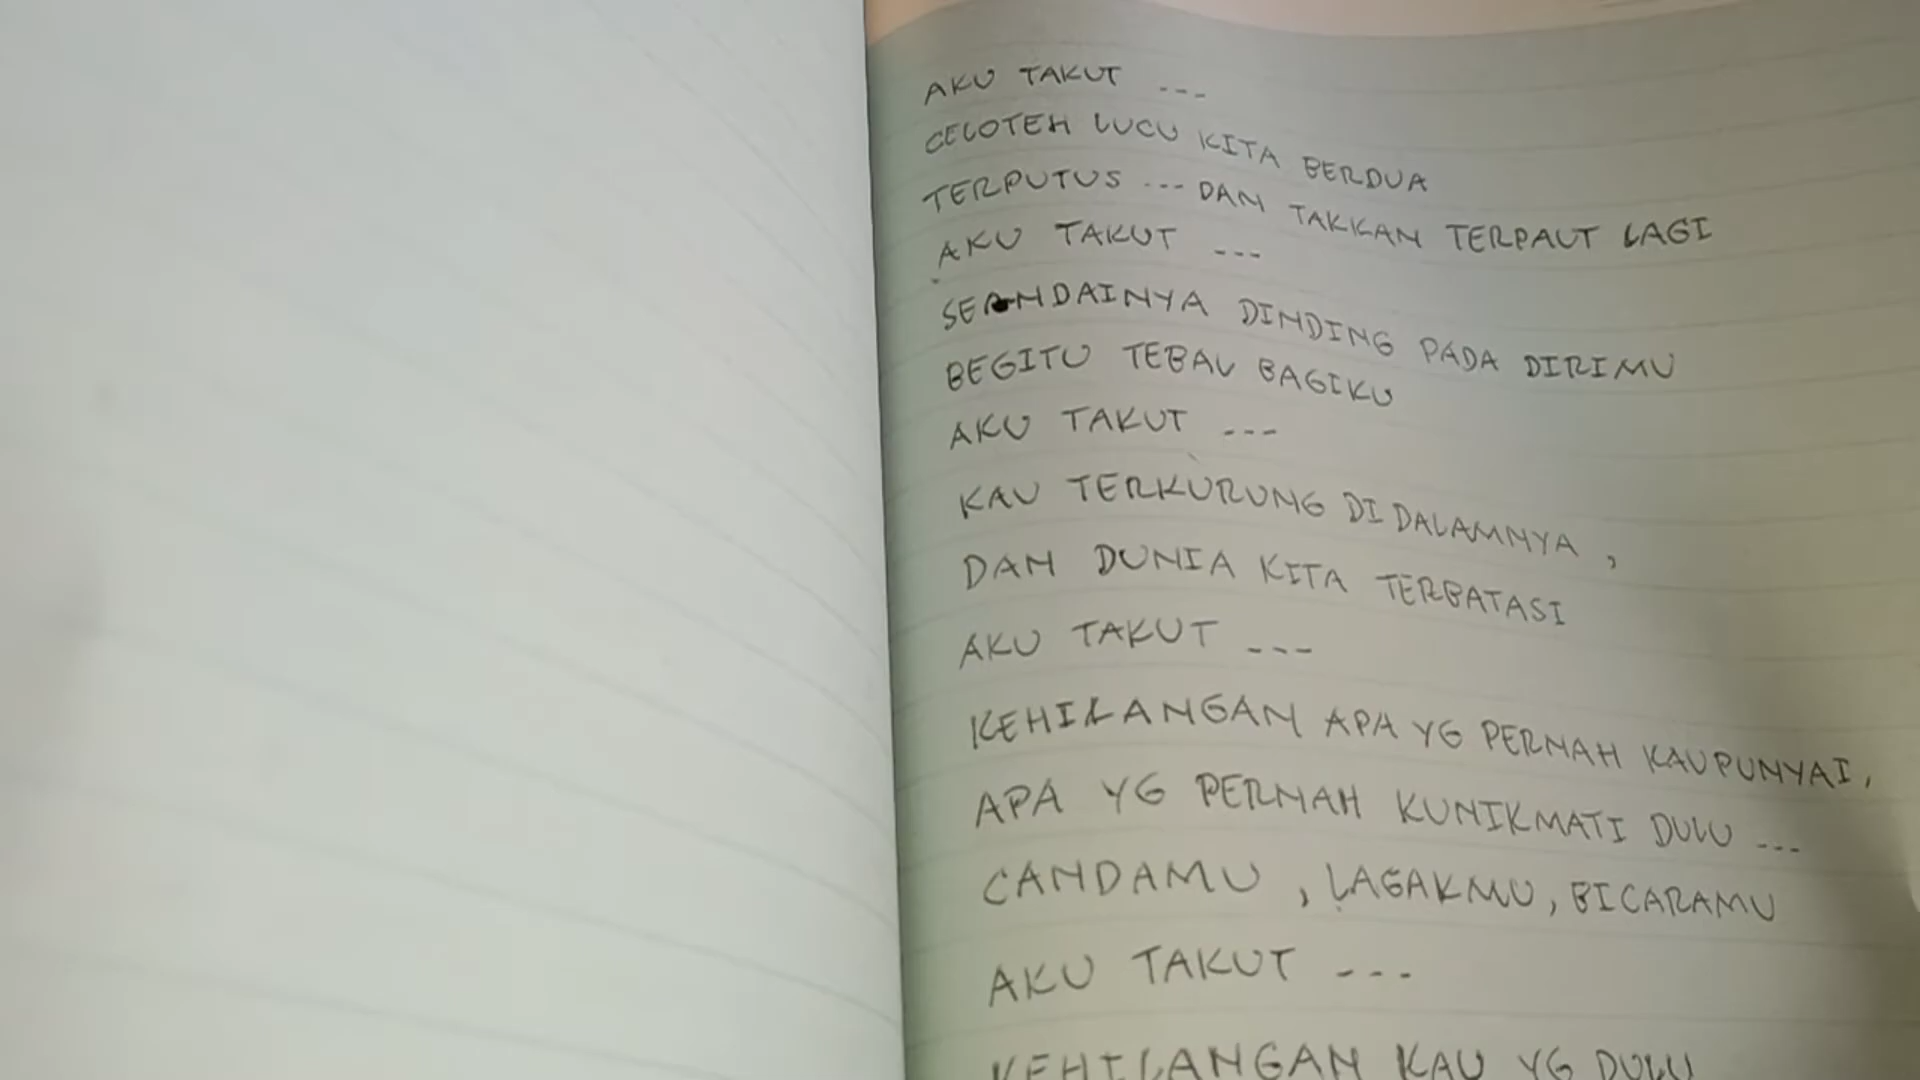 AKU TAKUT ---
CELOTEH LUCU KITA BERDUA
TERPUTUS --- DAN TAKKAN TERPAUT LAGI
AKU TAKUT ---
SEANDAINYA DINDING PADA DIRIMU
BEGITU TEBAL BAGIKU
AKU TAKUT ---
KAU TERKURUNG DI DALAMNYA,
DAN DUNIA KITA TERBATASI
AKU TAKUT ---
KEHILANGAN APA YG PERNAH KAUPUNYAI,
APA YG PERNAH KUNIKMATI DULU ---
CANDAMU, LAGAKMU, BICARAMU
AKU TAKUT ---
KEHILANGAN KAU YG DULU